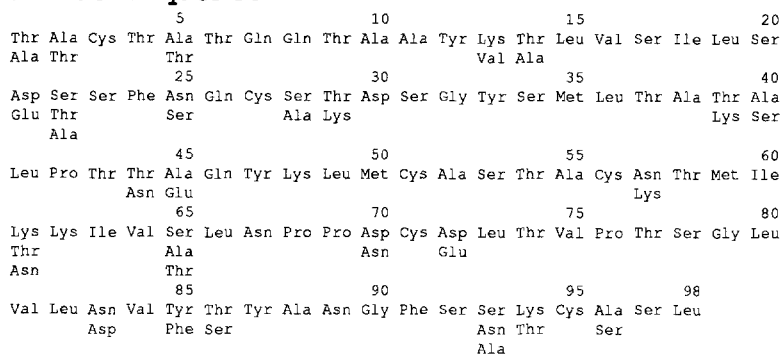 5 10 15 20
Thr Ala Cys Thr Ala Thr Gln Gln Thr Ala Ala Tyr Lys Thr Leu Val Ser Ile Leu Ser
Ala Thr Thr Val Ala
25 30 35 40
Asp Ser Ser Phe Asn Gln Cys Ser Thr Asp Ser Gly Tyr Ser Met Leu Thr Ala Thr Ala
Glu Thr Ser Ala Lys Lys Ser
Ala
45 50 55 60
Leu Pro Thr Thr Ala Gln Tyr Lys Leu Met Cys Ala Ser Thr Ala Cys Asn Thr Met Ile
Asn Glu Lys
65 70 75 80
Lys Lys Ile Val Ser Leu Asn Pro Pro Asp Cys Asp Leu Thr Val Pro Thr Ser Gly Leu
Thr Ala Asn Glu
Asn Thr
85 90 95 98
Val Leu Asn Val Tyr Thr Tyr Ala Asn Gly Phe Ser Ser Lys Cys Ala Ser Leu
Asp Phe Ser Asn Thr Ser
Ala